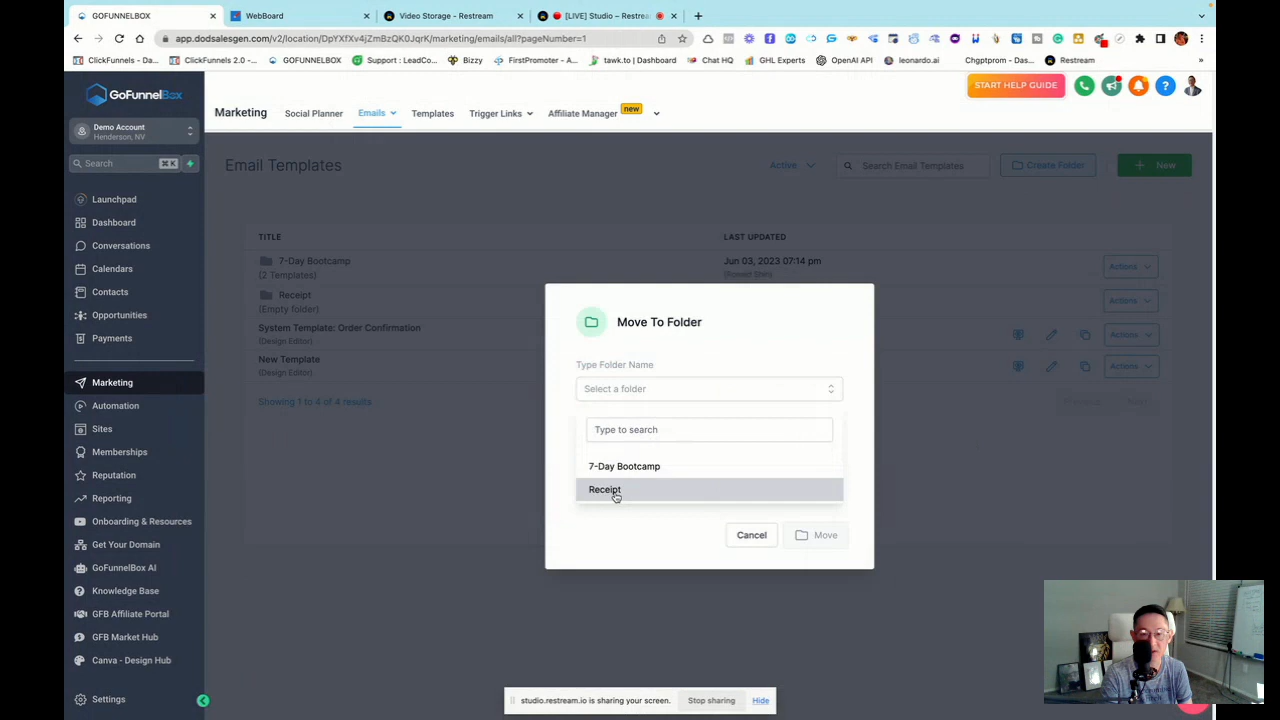 GOFUNNELBOX
WebBoard
Video Storage - Restream
[LIVE] Studio – Restre
app.dodsalesgen.com/v2/location/DpYXfXv4jZmBzQK0JqrK/marketing/emails/all?pageNumber=1
ClickFunnels - Da...
ClickFunnels 2.0 -...
GOFUNNELBOX
Support : LeadCo...
Bizzy
FirstPromoter - A...
tawk.to | Dashboard
Chat HQ
GHL Experts
OpenAI API
leonardo.ai
Chgptprom - Das...
Restream
GOFUNNELBOX
START HELP GUIDE
Marketing
Social Planner
Emails
Templates
Trigger Links
Affiliate Manager
new
Demo Account
Henderson, NV
Search
⌘K
Launchpad
Dashboard
Conversations
Calendars
Contacts
Opportunities
Payments
Marketing
Automation
Sites
Memberships
Reputation
Reporting
Onboarding & Resources
Get Your Domain
GoFunnelBox AI
Knowledge Base
GFB Affiliate Portal
GFB Market Hub
Canva - Design Hub
Settings
Email Templates
Active
Search Email Templates
Create Folder
New
TITLE
LAST UPDATED
7-Day Bootcamp
(2 Templates)
Jun 03, 2023 07:14 pm
Actions
Receipt
(Empty folder)
Actions
System Template: Order Confirmation
(Design Editor)
Actions
New Template
(Design Editor)
Actions
Showing 1 to 4 of 4 results
Previous
Next
Move To Folder
Type Folder Name
Select a folder
Type to search
7-Day Bootcamp
Receipt
Cancel
Move
studio.restream.io is sharing your screen.
Stop sharing
Hide